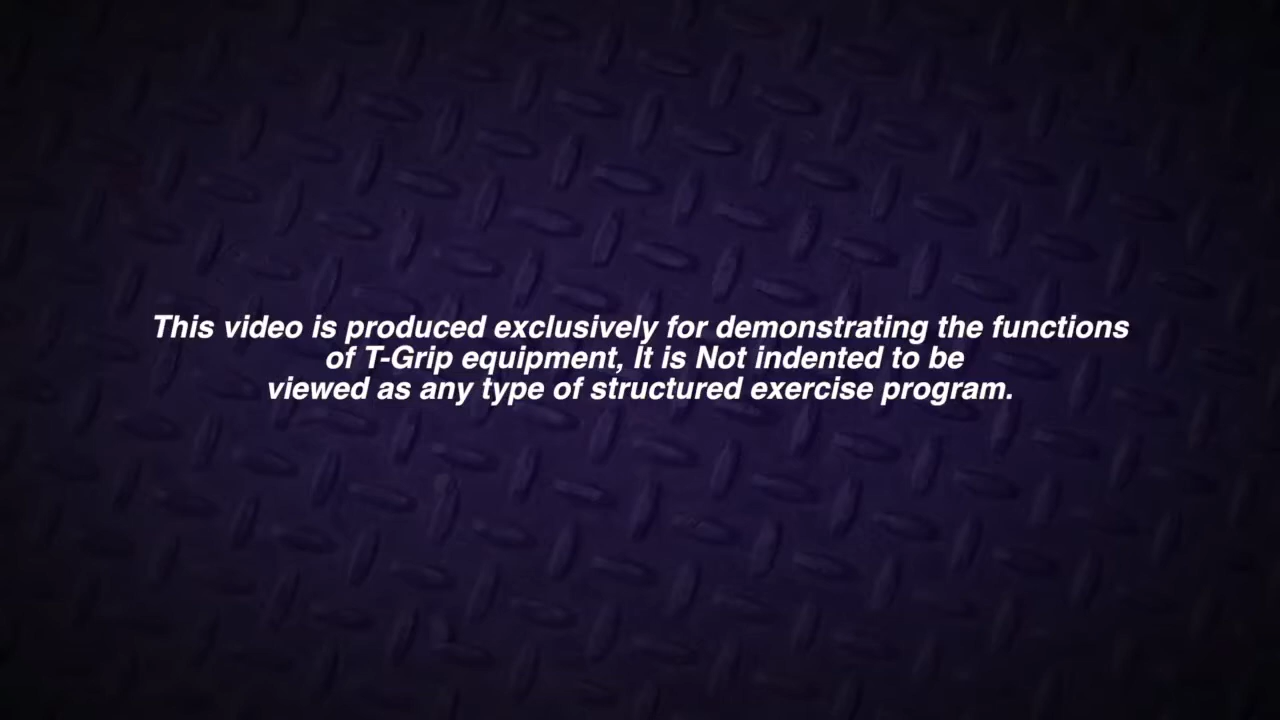 This video is produced exclusively for demonstrating the functions
of T-Grip equipment, It is Not indented to be
viewed as any type of structured exercise program.